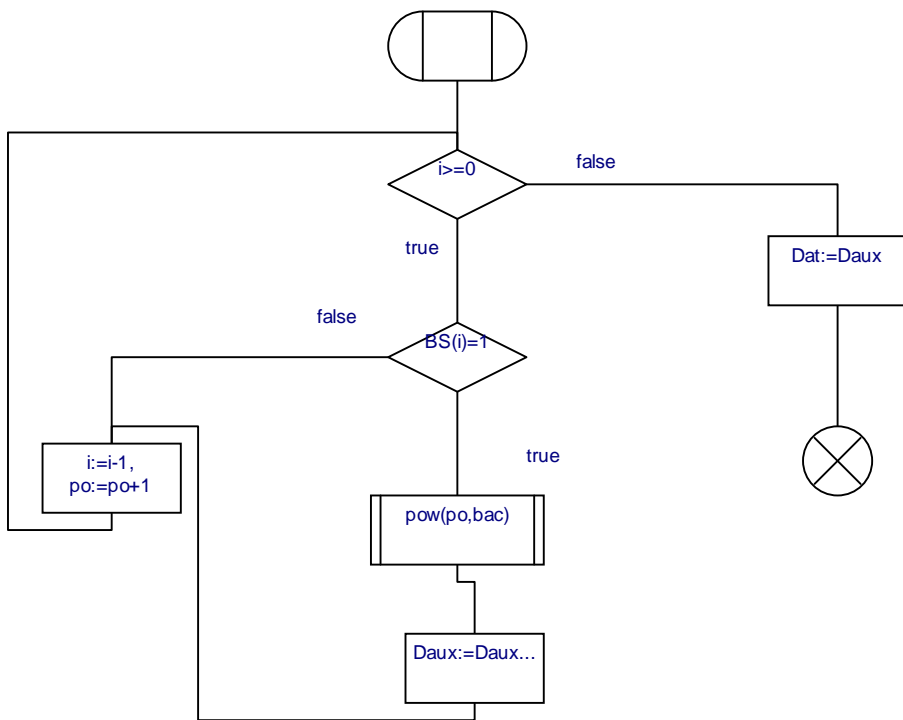 i>=0
false
true
Dat:=Daux
false
BS(i)=1
true
i:=i-1,
po:=po+1
pow(po,bac)
Daux:=Daux...